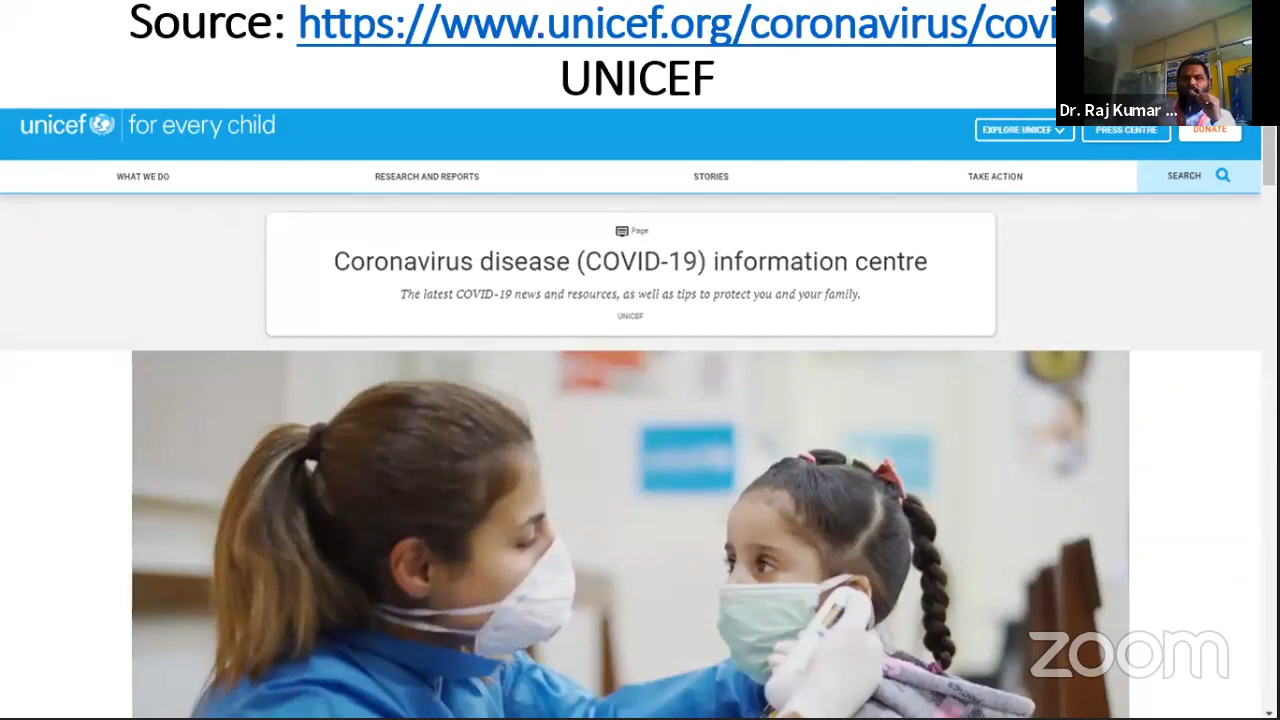 Source: https://www.unicef.org/coronavirus/covi
UNICEF
Dr. Raj Kumar ...
unicef for every child
EXPLORE UNICEF PRESS CENTRE DONATE
WHAT WE DO RESEARCH AND REPORTS STORIES TAKE ACTION SEARCH
Page
Coronavirus disease (COVID-19) information centre
The latest COVID-19 news and resources, as well as tips to protect you and your family.
UNICEF
zoom